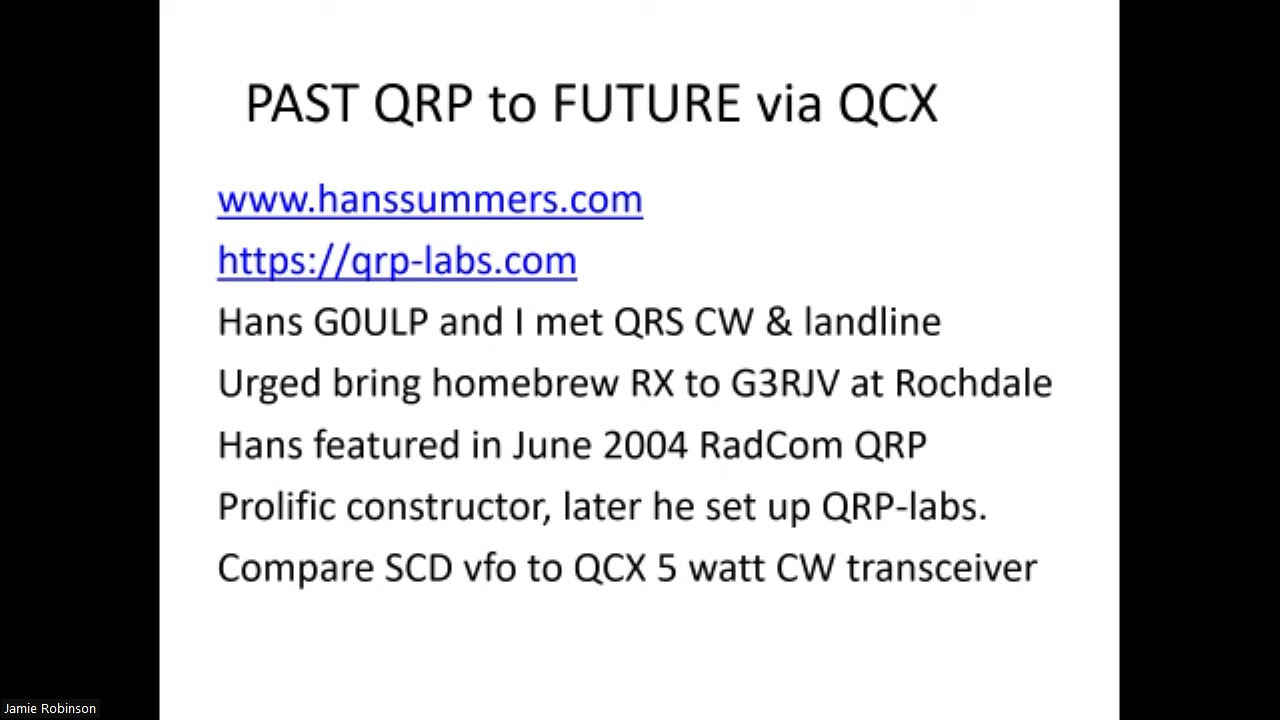 PAST QRP to FUTURE via QCX
www.hanssummers.com
https://qrp-labs.com
Hans G0ULP and I met QRS CW & landline
Urged bring homebrew RX to G3RJV at Rochdale
Hans featured in June 2004 RadCom QRP
Prolific constructor, later he set up QRP-labs.
Compare SCD vfo to QCX 5 watt CW transceiver
Jamie Robinson